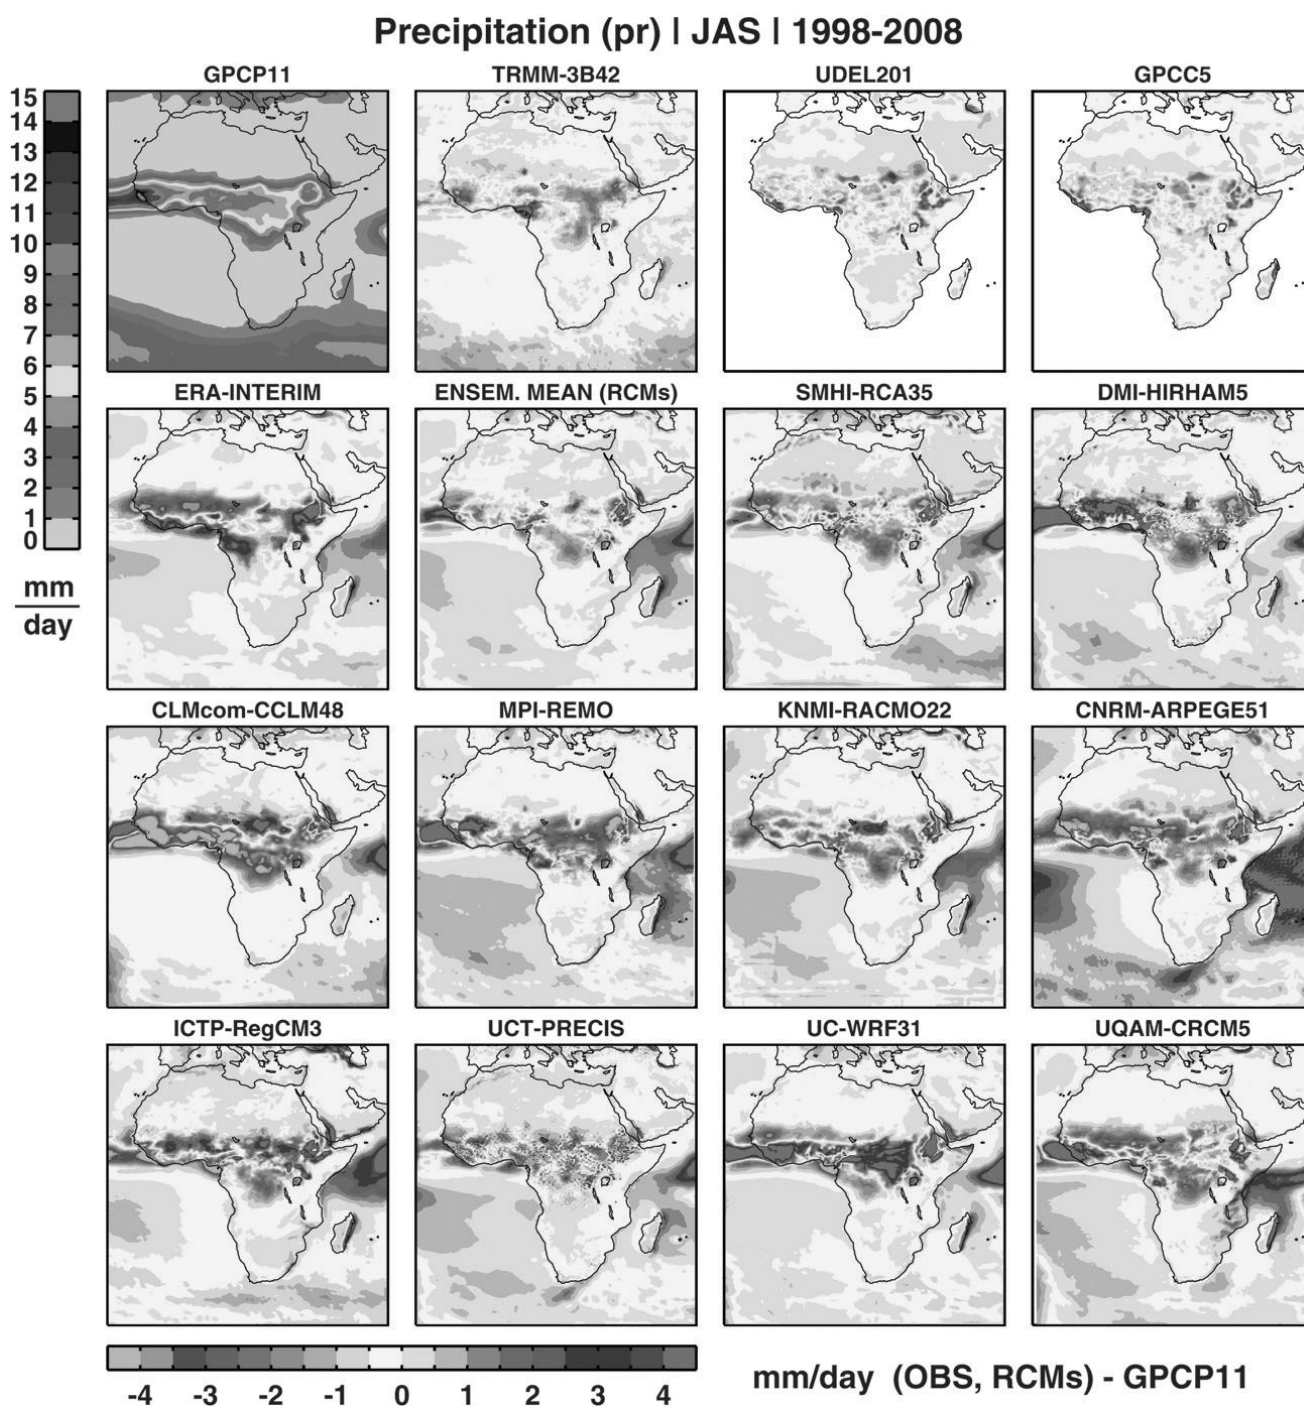 Precipitation (pr) | JAS | 1998-2008
GPCP11 TRMM-3B42 UDEL201 GPCC5
15
14
13
12
11
10
9
8
7
6
5
4
3
2
1
0
mm
day
ERA-INTERIM ENSEM. MEAN (RCMs) SMHI-RCA35 DMI-HIRHAM5
CLMcom-CCLM48 MPI-REMO KNMI-RACMO22 CNRM-ARPEGE51
ICTP-RegCM3 UCT-PRECIS UC-WRF31 UQAM-CRCM5
-4 -3 -2 -1 0 1 2 3 4
mm/day (OBS, RCMs) - GPCP11